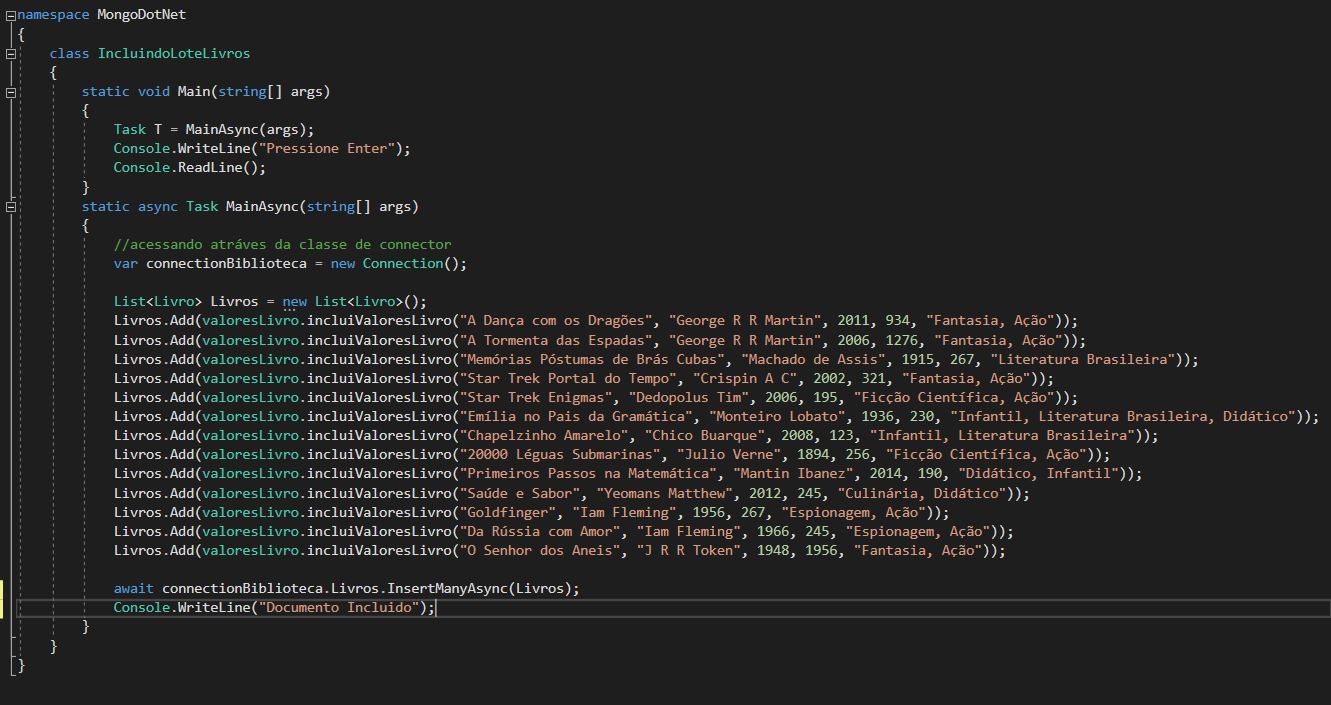 namespace MongoDotNet
{
    class IncluindoLoteLivros
    {
        static void Main(string[] args)
        {
            Task T = MainAsync(args);
            Console.WriteLine("Pressione Enter");
            Console.ReadLine();
        }
        static async Task MainAsync(string[] args)
        {
            //acessando atráves da classe de connector
            var connectionBiblioteca = new Connection();

            List<Livro> Livros = new List<Livro>();
            Livros.Add(valoresLivro.incluiValoresLivro("A Dança com os Dragões", "George R R Martin", 2011, 934, "Fantasia, Ação"));
            Livros.Add(valoresLivro.incluiValoresLivro("A Tormenta das Espadas", "George R R Martin", 2006, 1276, "Fantasia, Ação"));
            Livros.Add(valoresLivro.incluiValoresLivro("Memórias Póstumas de Brás Cubas", "Machado de Assis", 1915, 267, "Literatura Brasileira"));
            Livros.Add(valoresLivro.incluiValoresLivro("Star Trek Portal do Tempo", "Crispin A C", 2002, 321, "Fantasia, Ação"));
            Livros.Add(valoresLivro.incluiValoresLivro("Star Trek Enigmas", "Dedopolus Tim", 2006, 195, "Ficção Científica, Ação"));
            Livros.Add(valoresLivro.incluiValoresLivro("Emília no Pais da Gramática", "Monteiro Lobato", 1936, 230, "Infantil, Literatura Brasileira, Didático"));
            Livros.Add(valoresLivro.incluiValoresLivro("Chapelzinho Amarelo", "Chico Buarque", 2008, 123, "Infantil, Literatura Brasileira"));
            Livros.Add(valoresLivro.incluiValoresLivro("20000 Léguas Submarinas", "Julio Verne", 1894, 256, "Ficção Científica, Ação"));
            Livros.Add(valoresLivro.incluiValoresLivro("Primeiros Passos na Matemática", "Mantin Ibanez", 2014, 190, "Didático, Infantil"));
            Livros.Add(valoresLivro.incluiValoresLivro("Saúde e Sabor", "Yeomans Matthew", 2012, 245, "Culinária, Didático"));
            Livros.Add(valoresLivro.incluiValoresLivro("Goldfinger", "Iam Fleming", 1956, 267, "Espionagem, Ação"));
            Livros.Add(valoresLivro.incluiValoresLivro("Da Rússia com Amor", "Iam Fleming", 1966, 245, "Espionagem, Ação"));
            Livros.Add(valoresLivro.incluiValoresLivro("O Senhor dos Aneis", "J R R Token", 1948, 1956, "Fantasia, Ação"));

            await connectionBiblioteca.Livros.InsertManyAsync(Livros);
            Console.WriteLine("Documento Incluido");
        }
    }
}